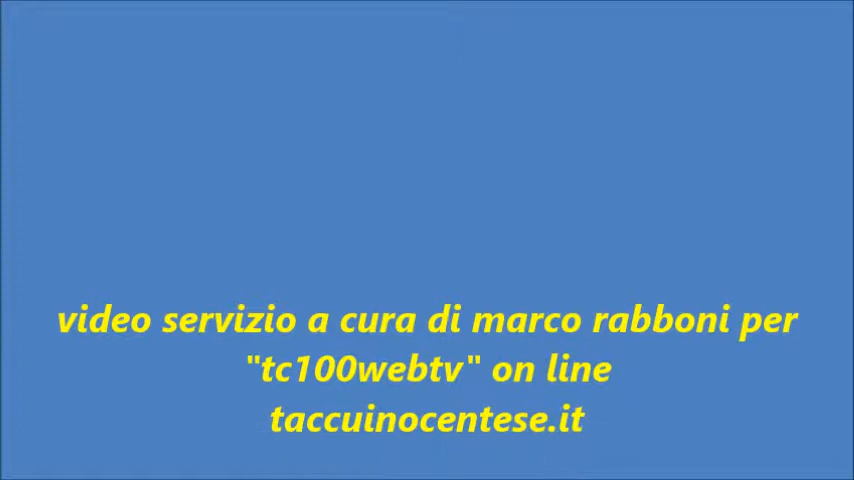 video servizio a cura di marco rabboni per
"tc100webtv" on line
taccuinocentese.it